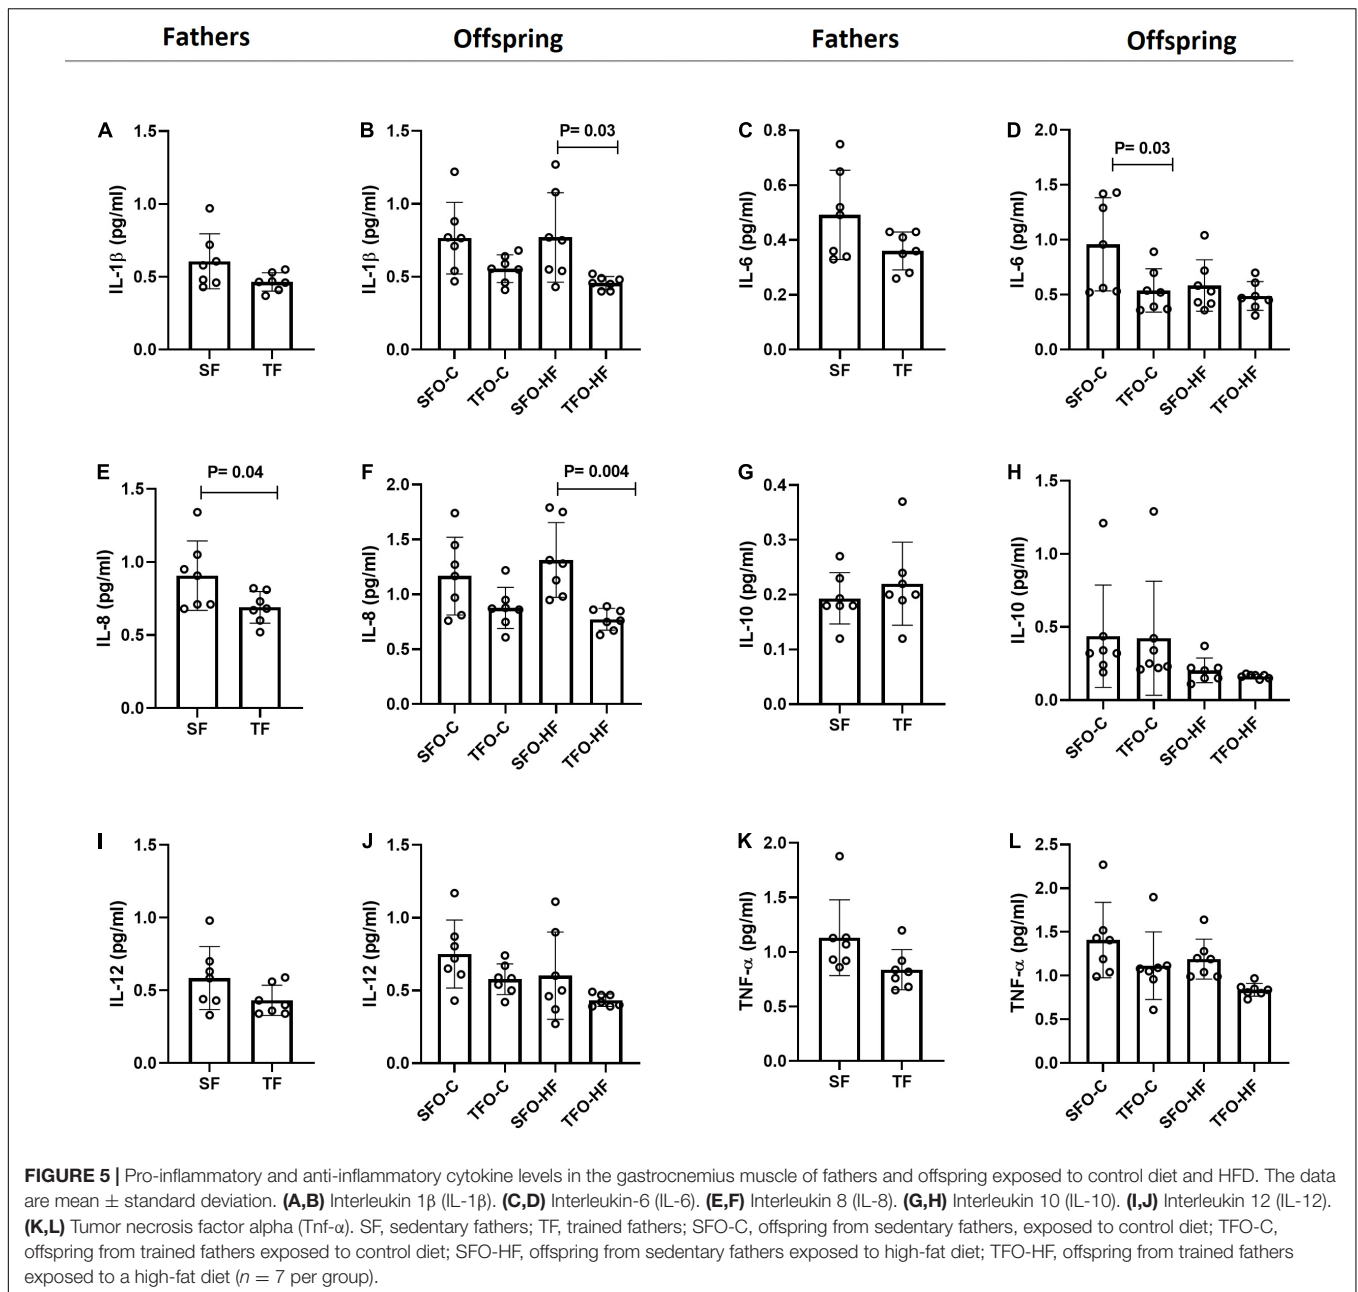 Fathers Offspring Fathers Offspring
A
IL-1β (pg/ml)
1.5
1.0
0.5
0.0
SF TF
B
P= 0.03
IL-1β (pg/ml)
1.5
1.0
0.5
0.0
SFO-C TFO-C SFO-HF TFO-HF
C
IL-6 (pg/ml)
0.8
0.6
0.4
0.2
0.0
SF TF
D
P= 0.03
IL-6 (pg/ml)
2.0
1.5
1.0
0.5
0.0
SFO-C TFO-C SFO-HF TFO-HF
E
P= 0.04
IL-8 (pg/ml)
1.5
1.0
0.5
0.0
SF TF
F
P= 0.004
IL-8 (pg/ml)
2.0
1.5
1.0
0.5
0.0
SFO-C TFO-C SFO-HF TFO-HF
G
IL-10 (pg/ml)
0.4
0.3
0.2
0.1
0.0
SF TF
H
IL-10 (pg/ml)
1.5
1.0
0.5
0.0
SFO-C TFO-C SFO-HF TFO-HF
I
IL-12 (pg/ml)
1.5
1.0
0.5
0.0
SF TF
J
IL-12 (pg/ml)
1.5
1.0
0.5
0.0
SFO-C TFO-C SFO-HF TFO-HF
K
TNF-α (pg/ml)
2.0
1.5
1.0
0.5
0.0
SF TF
L
TNF-α (pg/ml)
2.5
2.0
1.5
1.0
0.5
0.0
SFO-C TFO-C SFO-HF TFO-HF
FIGURE 5 | Pro-inflammatory and anti-inflammatory cytokine levels in the gastrocnemius muscle of fathers and offspring exposed to control diet and HFD. The data
are mean ± standard deviation. (A,B) Interleukin 1β (IL-1β). (C,D) Interleukin-6 (IL-6). (E,F) Interleukin 8 (IL-8). (G,H) Interleukin 10 (IL-10). (I,J) Interleukin 12 (IL-12).
(K,L) Tumor necrosis factor alpha (Tnf-α). SF, sedentary fathers; TF, trained fathers; SFO-C, offspring from sedentary fathers, exposed to control diet; TFO-C,
offspring from trained fathers exposed to control diet; SFO-HF, offspring from sedentary fathers exposed to high-fat diet; TFO-HF, offspring from trained fathers
exposed to a high-fat diet (n = 7 per group).